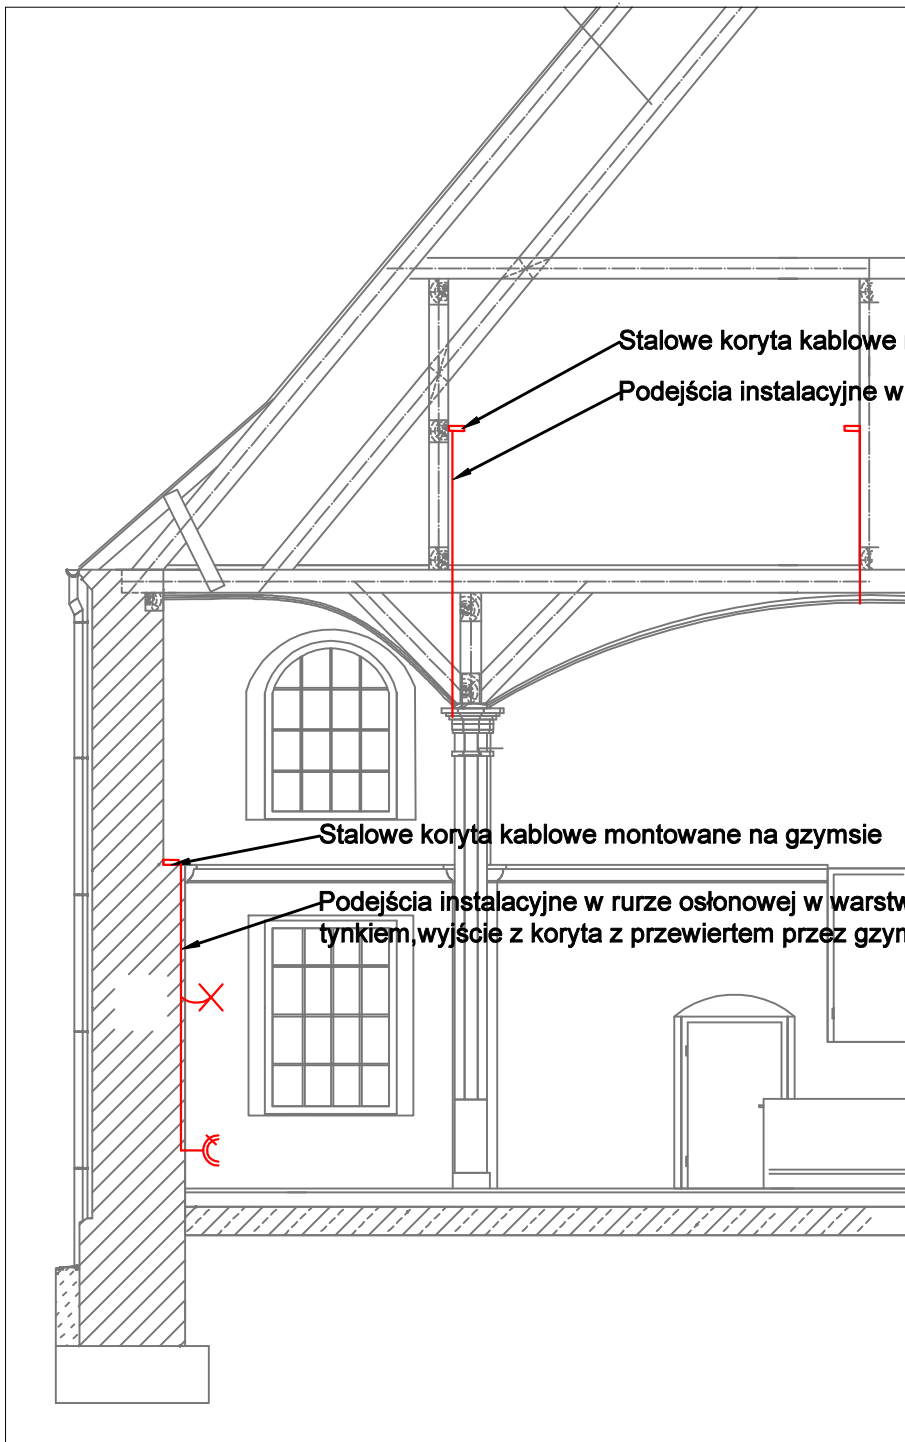 Stalowe koryta kablowe
Podejścia instalacyjne w
Stalowe koryta kablowe montowane na gzymsie
Podejścia instalacyjne w rurze osłonowej w warstw
tynkiem,wyjście z koryta z przewiertem przez gzym